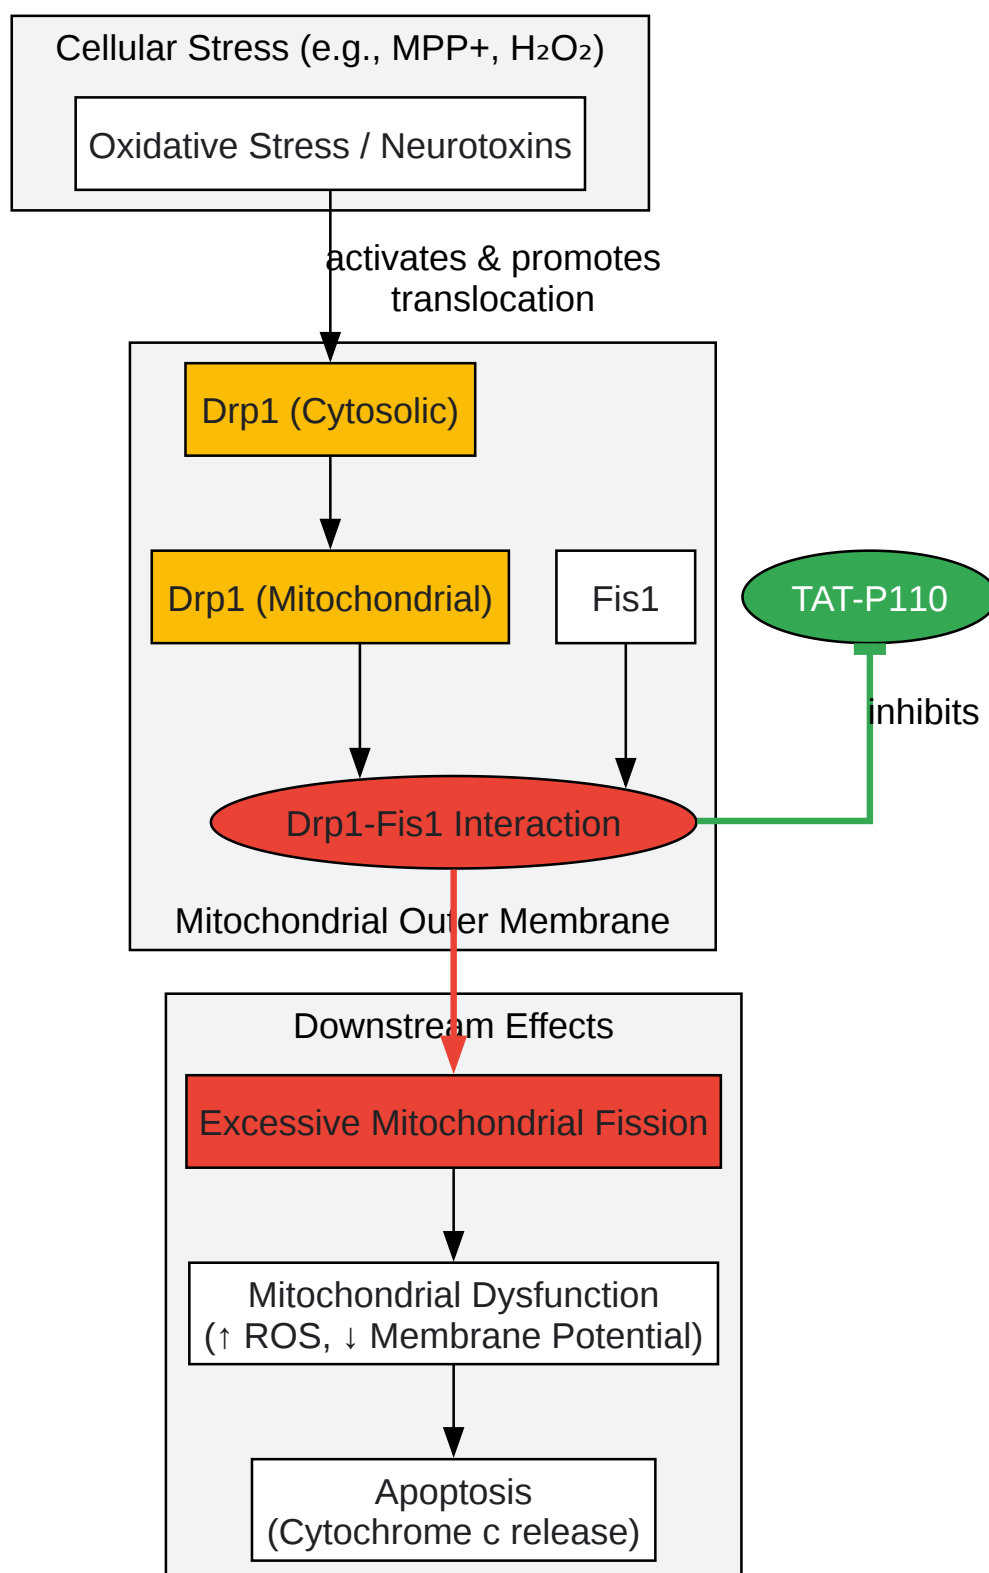 Cellular Stress (e.g., MPP+, H₂O₂)
Oxidative Stress / Neurotoxins
activates & promotes
translocation
Drp1 (Cytosolic)
Drp1 (Mitochondrial)
Fis1
TAT-P110
inhibits
Drp1-Fis1 Interaction
Mitochondrial Outer Membrane
Downstream Effects
Excessive Mitochondrial Fission
Mitochondrial Dysfunction
(↑ ROS, ↓ Membrane Potential)
Apoptosis
(Cytochrome c release)